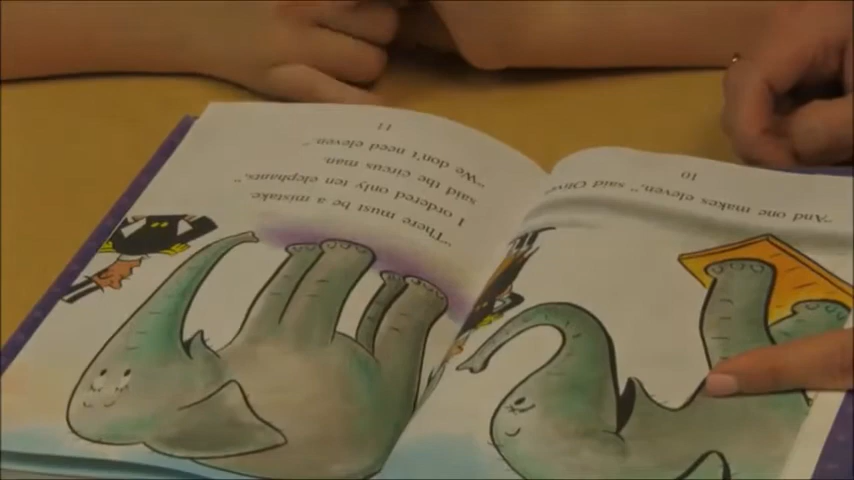 "And one makes eleven," said Oliver
10
"There must be a mistake.
I ordered only ten elephants,"
said the circus man.
"We don't need eleven."
11